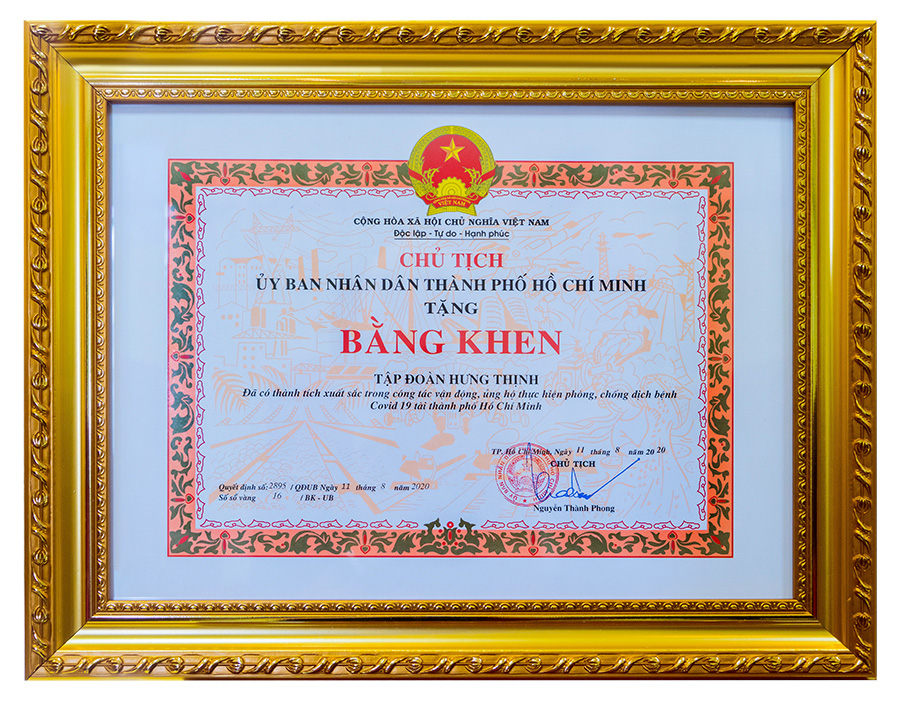 VIỆT NAM
CỘNG HÒA XÃ HỘI CHỦ NGHĨA VIỆT NAM
Độc lập - Tự do - Hạnh phúc
CHỦ TỊCH
ỦY BAN NHÂN DÂN THÀNH PHỐ HỒ CHÍ MINH
TẶNG
BẰNG KHEN
TẬP ĐOÀN HƯNG THỊNH
Đã có thành tích xuất sắc trong công tác vận động, ủng hộ thực hiện phòng, chống dịch bệnh
Covid 19 tại thành phố Hồ Chí Minh
TP. Hồ Chí Minh, Ngày 11 tháng 8 năm 2020
CHỦ TỊCH
Quyết định số: 2895 / QĐUB Ngày 11 tháng 8 năm 2020
Số sổ vàng 16 / BK - UB
Nguyễn Thành Phong